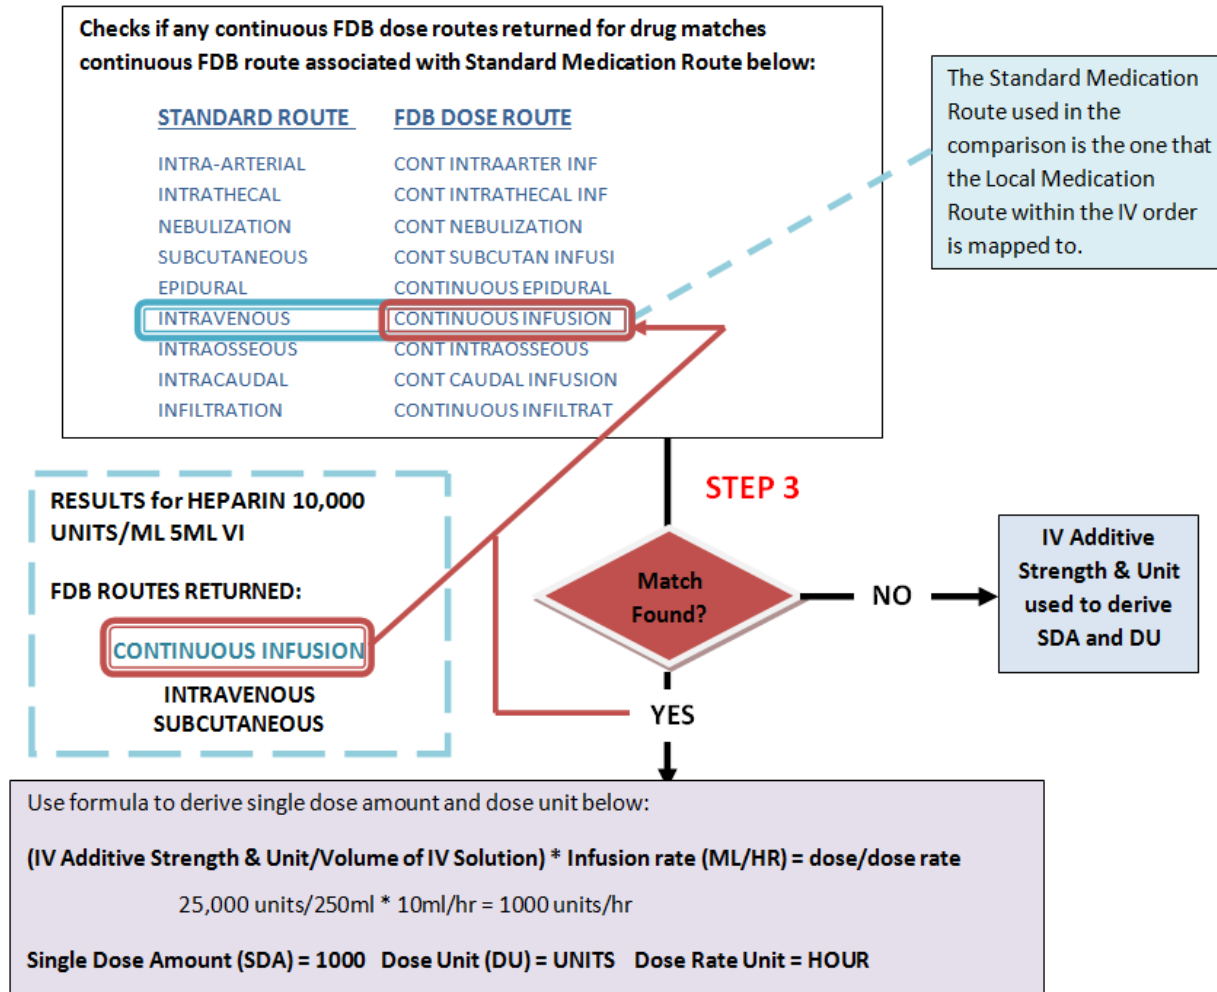 Checks if any continuous FDB dose routes returned for drug matches
continuous FDB route associated with Standard Medication Route below:
STANDARD ROUTE FDB DOSE ROUTE
INTRA-ARTERIAL CONT INTRAARTER INF
INTRATHECAL CONT INTRATHECAL INF
NEBULIZATION CONT NEBULIZATION
SUBCUTANEOUS CONT SUBCUTAN INFUSI
EPIDURAL CONTINUOUS EPIDURAL
INTRAVENOUS CONTINUOUS INFUSION
INTRAOSSEOUS CONT INTRAOSSEOUS
INTRACAUDAL CONT CAUDAL INFUSION
INFILTRATION CONTINUOUS INFILTRAT
The Standard Medication
Route used in the
comparison is the one that
the Local Medication
Route within the IV order
is mapped to.
RESULTS for HEPARIN 10,000
UNITS/ML 5ML VI
FDB ROUTES RETURNED:
CONTINUOUS INFUSION
INTRAVENOUS
SUBCUTANEOUS
STEP 3
Match
Found?
NO
IV Additive
Strength & Unit
used to derive
SDA and DU
YES
Use formula to derive single dose amount and dose unit below:
(IV Additive Strength & Unit/Volume of IV Solution) * Infusion rate (ML/HR) = dose/dose rate
25,000 units/250ml * 10ml/hr = 1000 units/hr
Single Dose Amount (SDA) = 1000 Dose Unit (DU) = UNITS Dose Rate Unit = HOUR